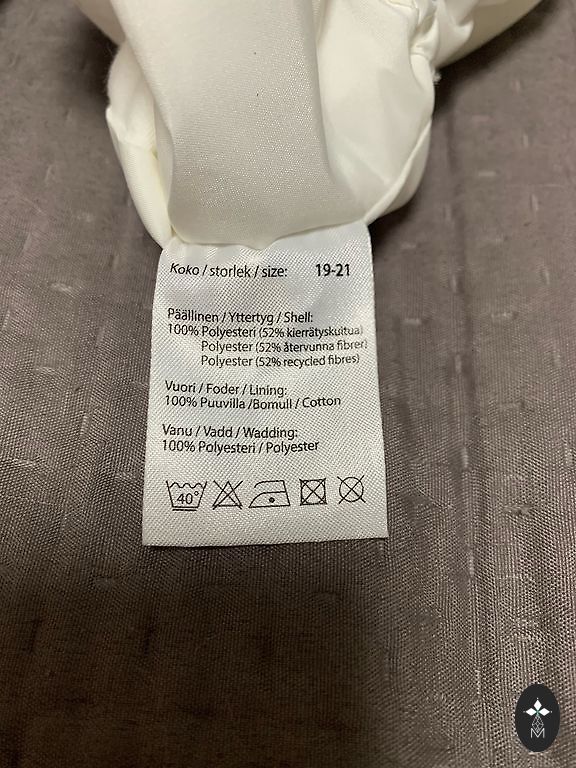 Koko / storlek / size: 19-21
Päällinen / Yttertyg / Shell:
100% Polyesteri (52% kierrätyskuitua)
Polyester (52% återvunna fibrer)
Polyester (52% recycled fibres)
Vuori / Foder / Lining:
100% Puuvilla /Bomull / Cotton
Vanu / Vadd / Wadding:
100% Polyesteri / Polyester
40°
M